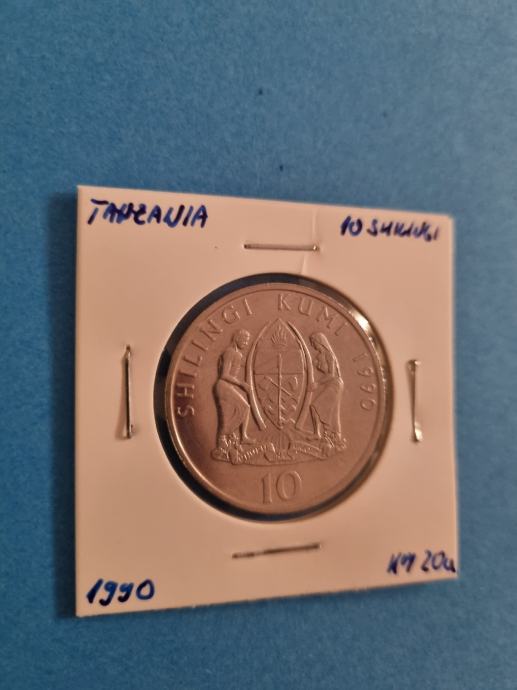 TANZANIA
10 SHILINGI
SHILINGI KUMI 1990
10
1990
KM 20a